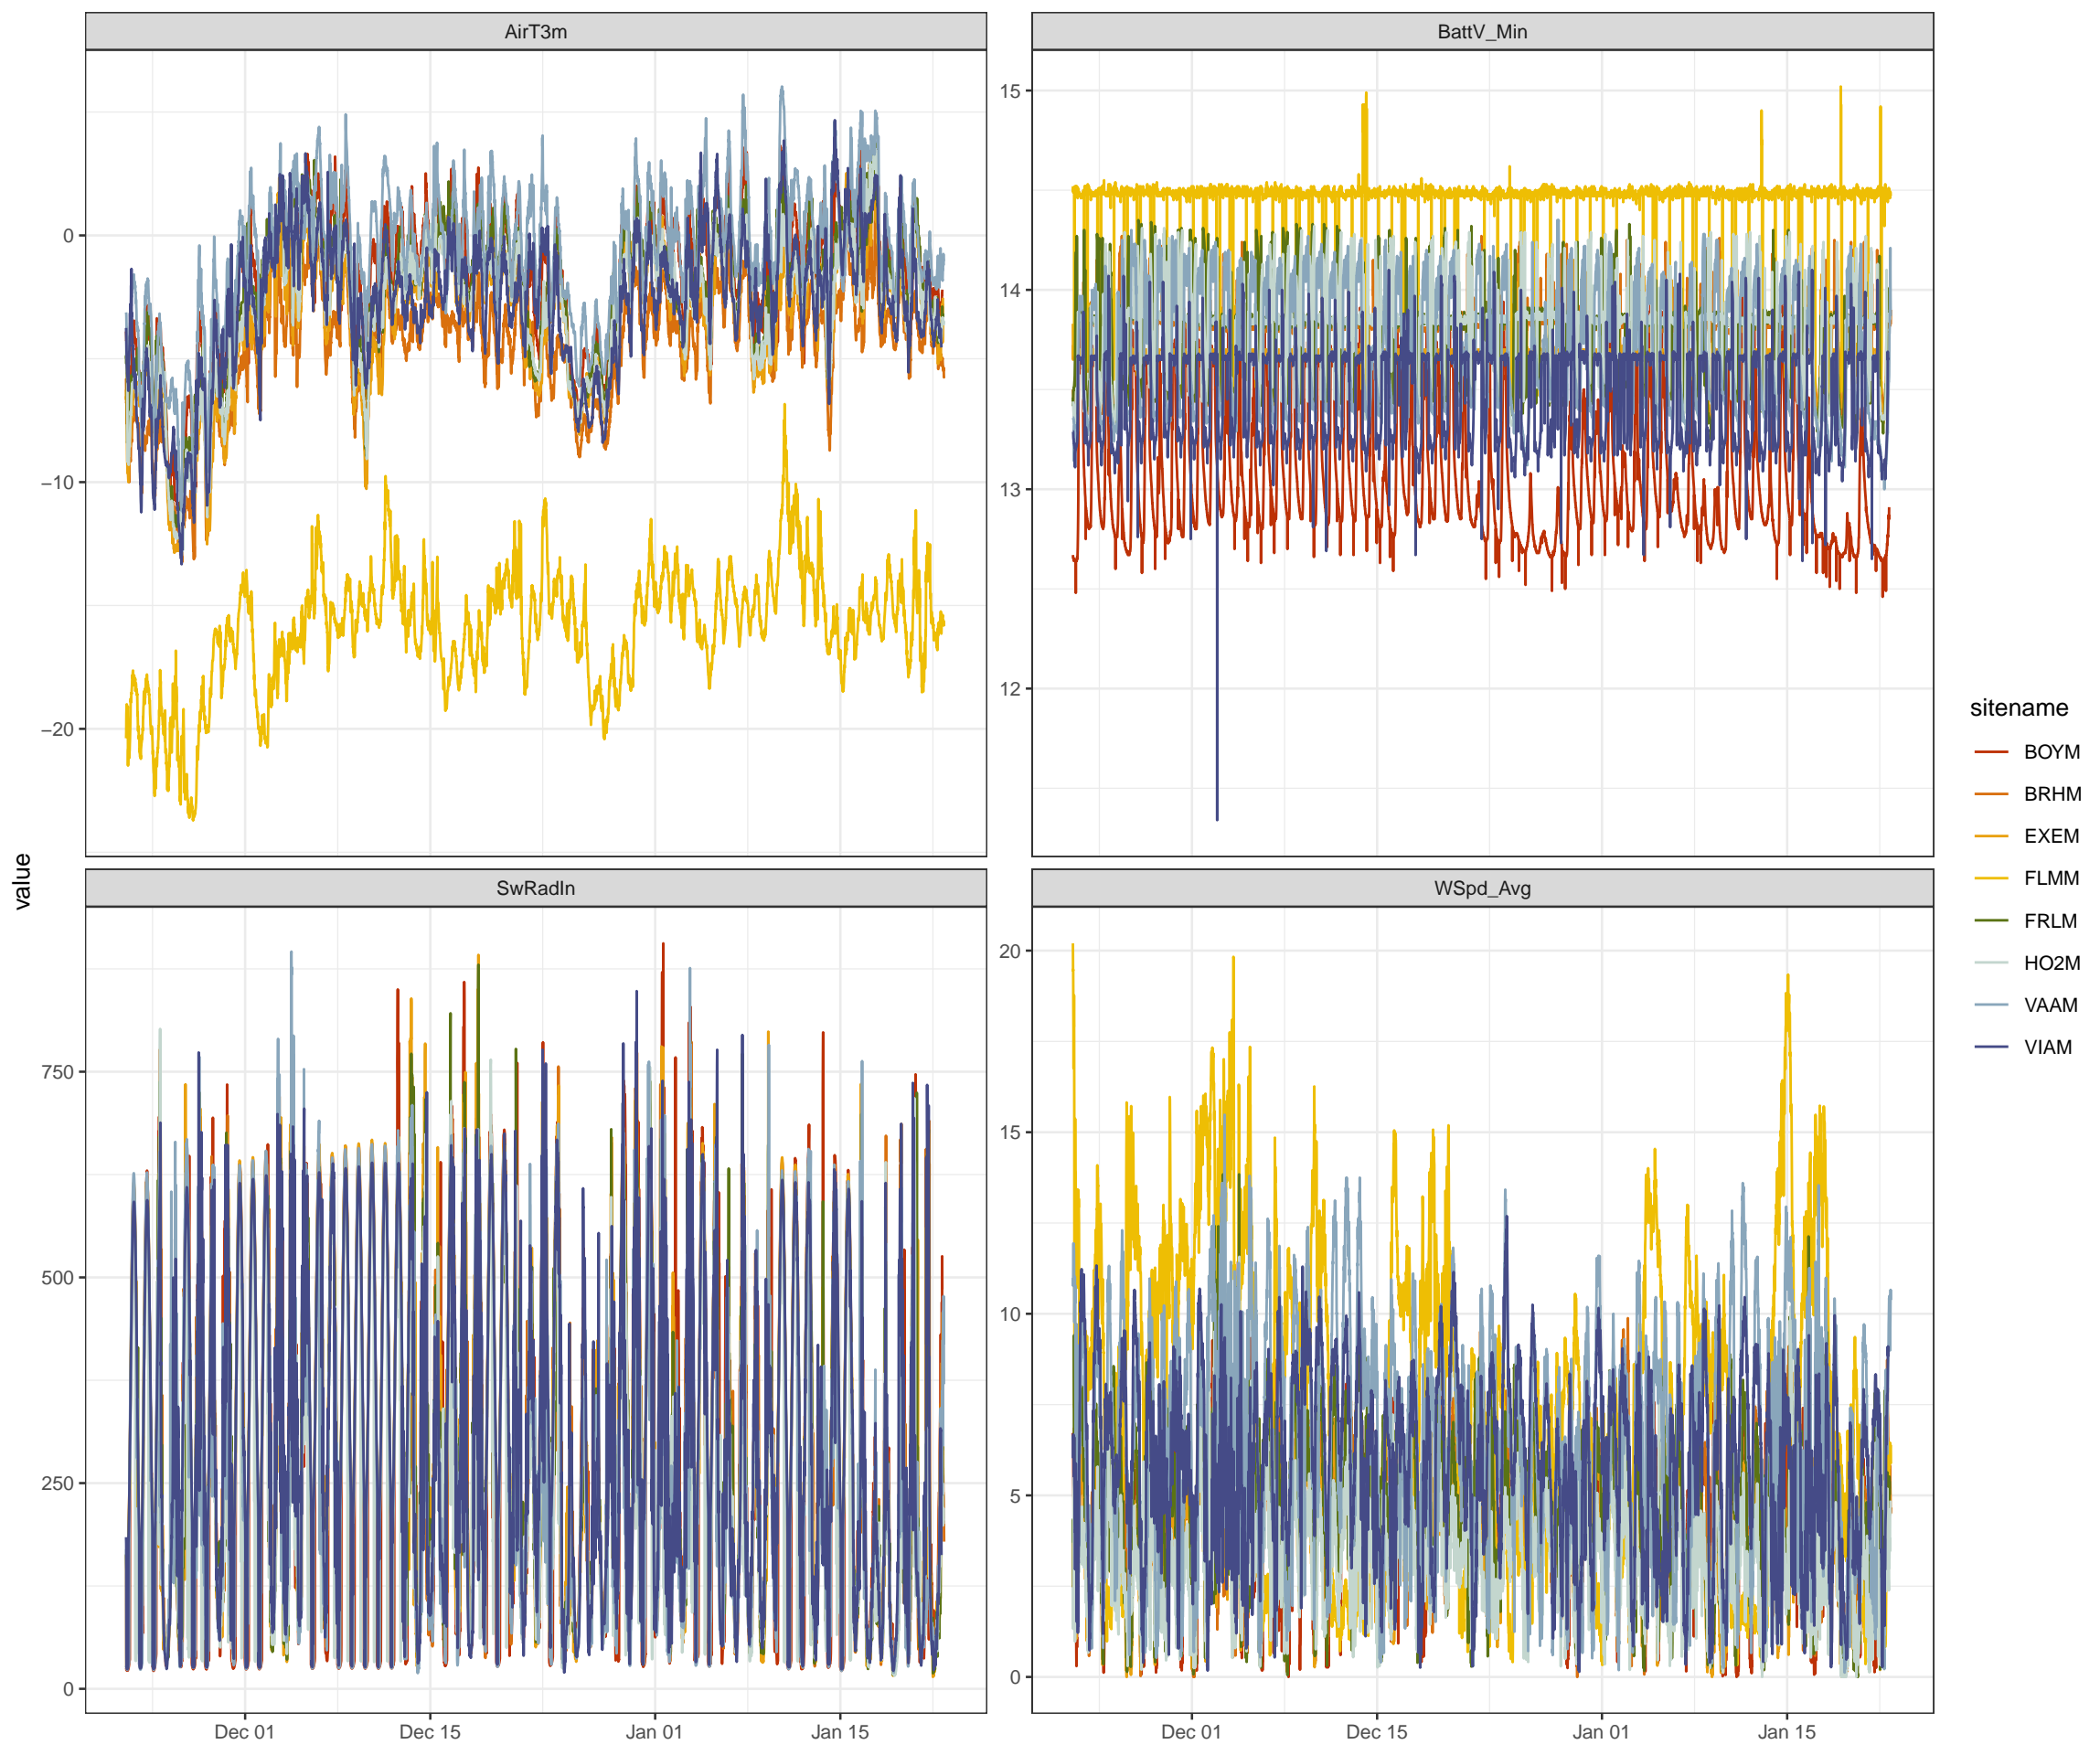 AirT3m
BattV_Min
0
−10
−20
15
14
13
12
SwRadIn
WSpd_Avg
750
500
250
0
20
15
10
5
0
Dec 01 Dec 15 Jan 01 Jan 15
Dec 01 Dec 15 Jan 01 Jan 15
value
sitename
BOYM
BRHM
EXEM
FLMM
FRLM
HO2M
VAAM
VIAM